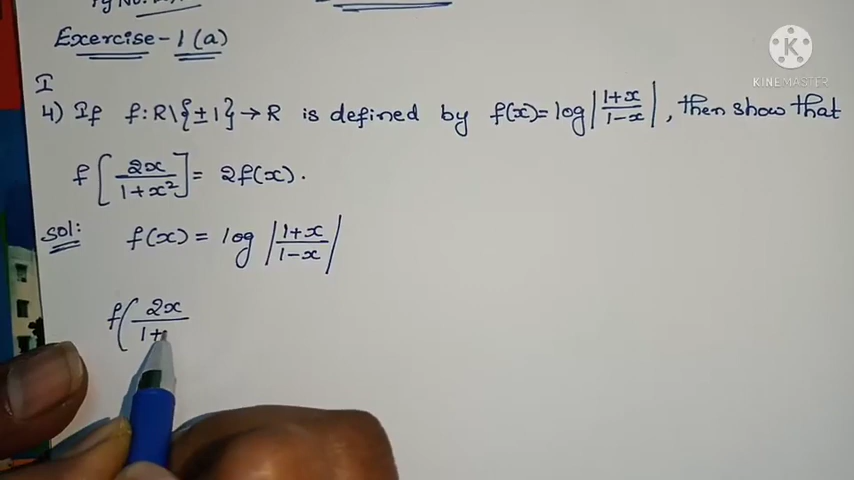 Exercise - 1(a)
K
KINEMASTER
I
4) If f: R\{±1} → R is defined by f(x) = log |1+x / 1-x|, then show that
f[2x / 1+x²] = 2f(x).
Sol: f(x) = log |1+x / 1-x|
f(2x / 1+